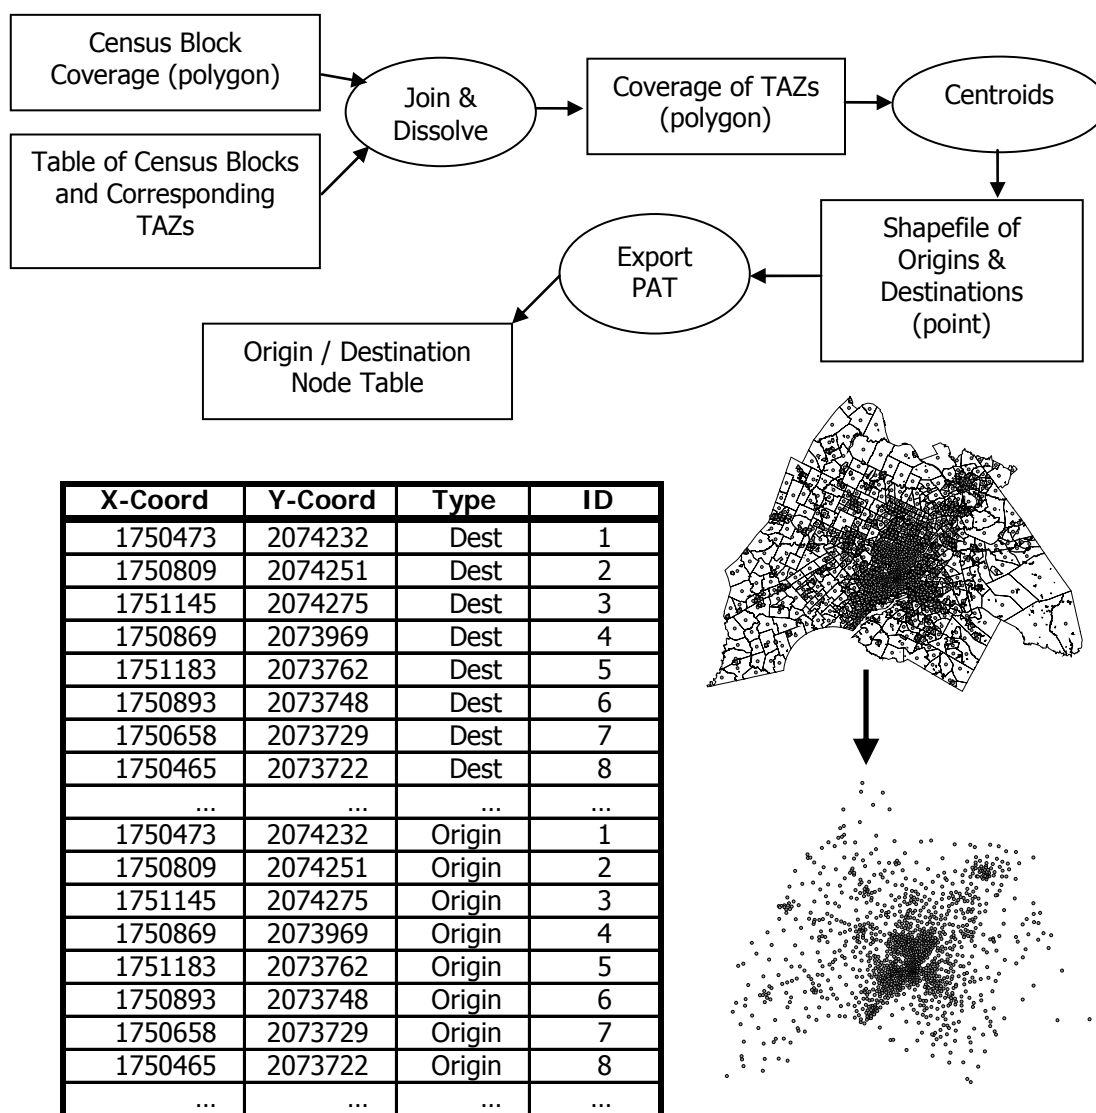 Census Block
Coverage (polygon)
Join &
Dissolve
Coverage of TAZs
(polygon)
Centroids
Table of Census Blocks
and Corresponding
TAZs
Shapefile of
Origins &
Destinations
(point)
Export
PAT
Origin / Destination
Node Table
X-Coord Y-Coord Type ID
1750473 2074232 Dest 1
1750809 2074251 Dest 2
1751145 2074275 Dest 3
1750869 2073969 Dest 4
1751183 2073762 Dest 5
1750893 2073748 Dest 6
1750658 2073729 Dest 7
1750465 2073722 Dest 8
... ... ... ...
1750473 2074232 Origin 1
1750809 2074251 Origin 2
1751145 2074275 Origin 3
1750869 2073969 Origin 4
1751183 2073762 Origin 5
1750893 2073748 Origin 6
1750658 2073729 Origin 7
1750465 2073722 Origin 8
... ... ... ...